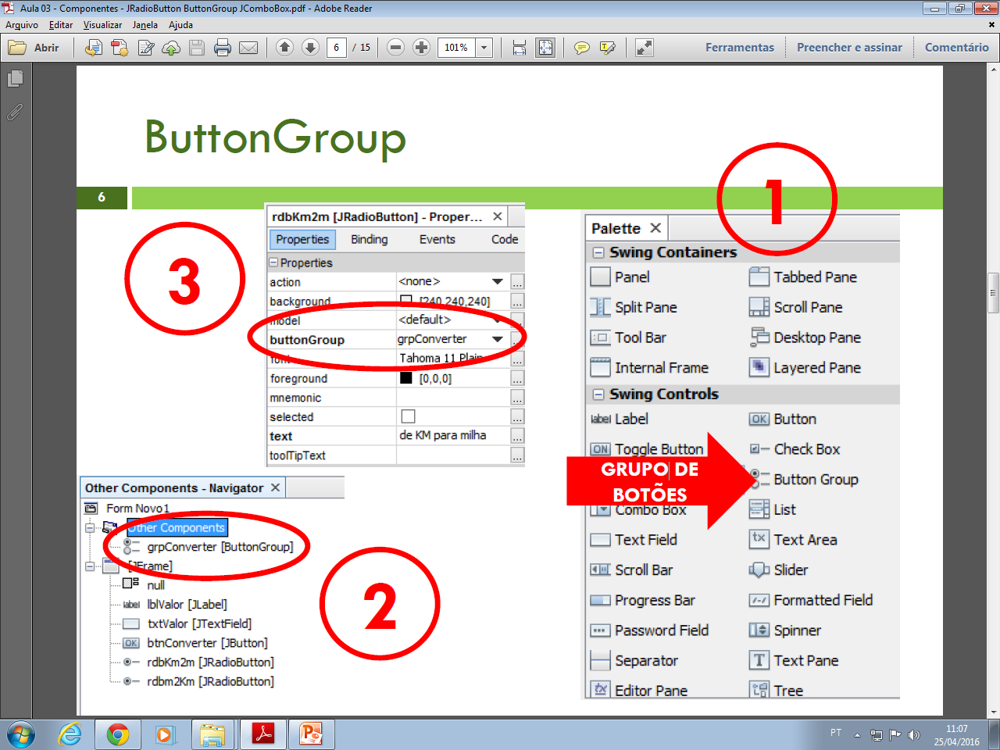 Aula 03 - Componentes - JRadioButton ButtonGroup JComboBox.pdf - Adobe Reader
Arquivo Editar Visualizar Janela Ajuda
Abrir 6 / 15 101% Ferramentas Preencher e assinar Comentário
ButtonGroup
6
1
3
rdbKm2m [JRadioButton] - Proper...
Properties Binding Events Code
Properties
action <none> ...
background [240,240,240] ...
model <default> ...
buttonGroup grpConverter ...
font Tahoma 11 Plain ...
foreground [0,0,0] ...
mnemonic ...
selected ...
text de KM para milha ...
toolTipText ...
Palette
Swing Containers
Panel Tabbed Pane
Split Pane Scroll Pane
Tool Bar Desktop Pane
Internal Frame Layered Pane
Swing Controls
label Label OK Button
ON Toggle Button Check Box
GRUPO DE
BOTÕES
Button Group
Combo Box List
Text Field tx Text Area
Scroll Bar Slider
Progress Bar Formatted Field
Password Field Spinner
Separator T Text Pane
Editor Pane Tree
Other Components - Navigator
Form Novo1
Other Components
grpConverter [ButtonGroup]
[JFrame]
null
label lblValor [JLabel]
txtValor [JTextField]
OK btnConverter [JButton]
rdbKm2m [JRadioButton]
rdbm2Km [JRadioButton]
2
PT 11:07
25/04/2016